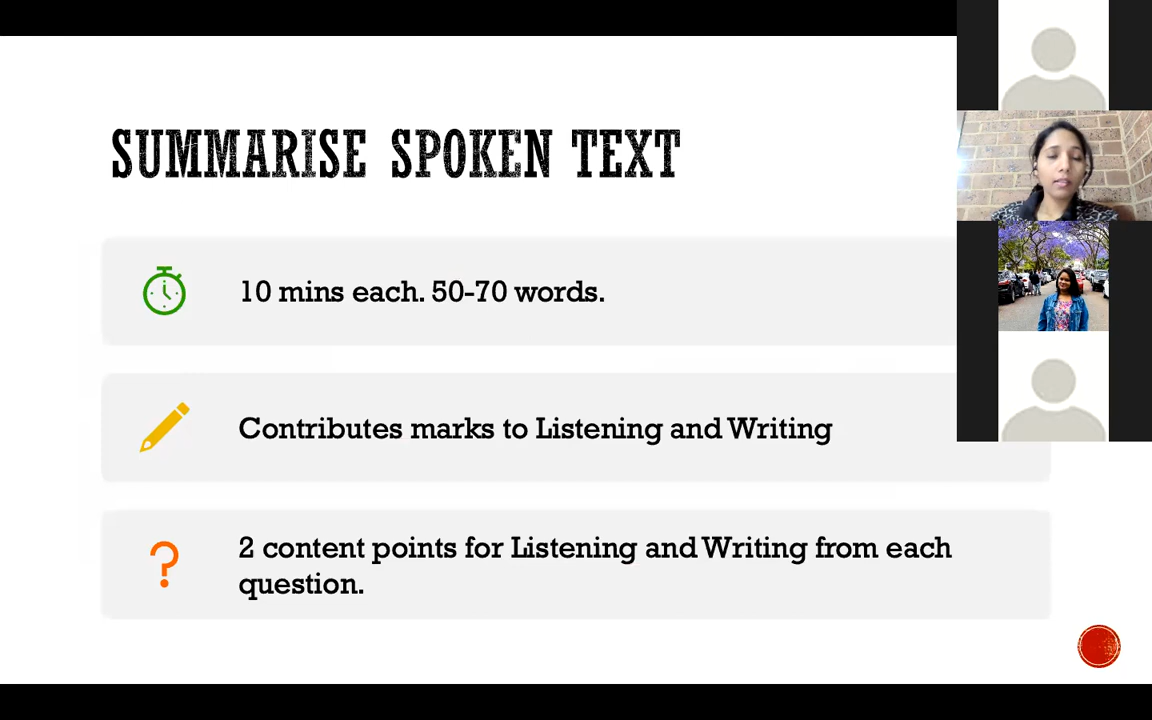 SUMMARISE SPOKEN TEXT
10 mins each. 50-70 words.
Contributes marks to Listening and Writing
2 content points for Listening and Writing from each
question.